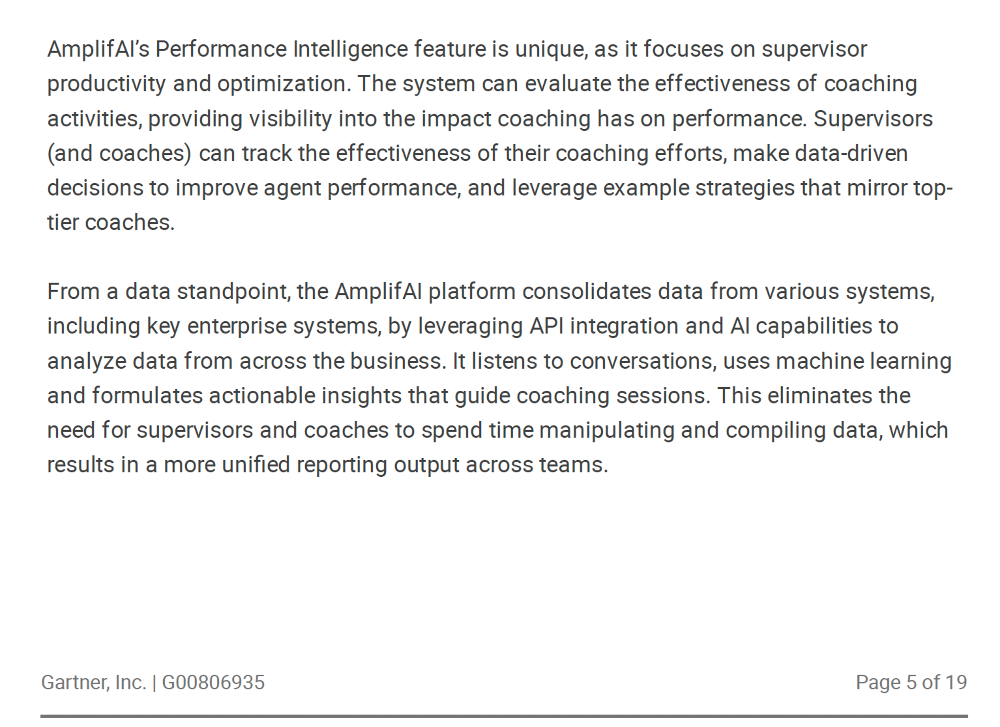 AmplifAI’s Performance Intelligence feature is unique, as it focuses on supervisor
productivity and optimization. The system can evaluate the effectiveness of coaching
activities, providing visibility into the impact coaching has on performance. Supervisors
(and coaches) can track the effectiveness of their coaching efforts, make data-driven
decisions to improve agent performance, and leverage example strategies that mirror top-
tier coaches.
From a data standpoint, the AmplifAI platform consolidates data from various systems,
including key enterprise systems, by leveraging API integration and AI capabilities to
analyze data from across the business. It listens to conversations, uses machine learning
and formulates actionable insights that guide coaching sessions. This eliminates the
need for supervisors and coaches to spend time manipulating and compiling data, which
results in a more unified reporting output across teams.
Gartner, Inc. | G00806935
Page 5 of 19